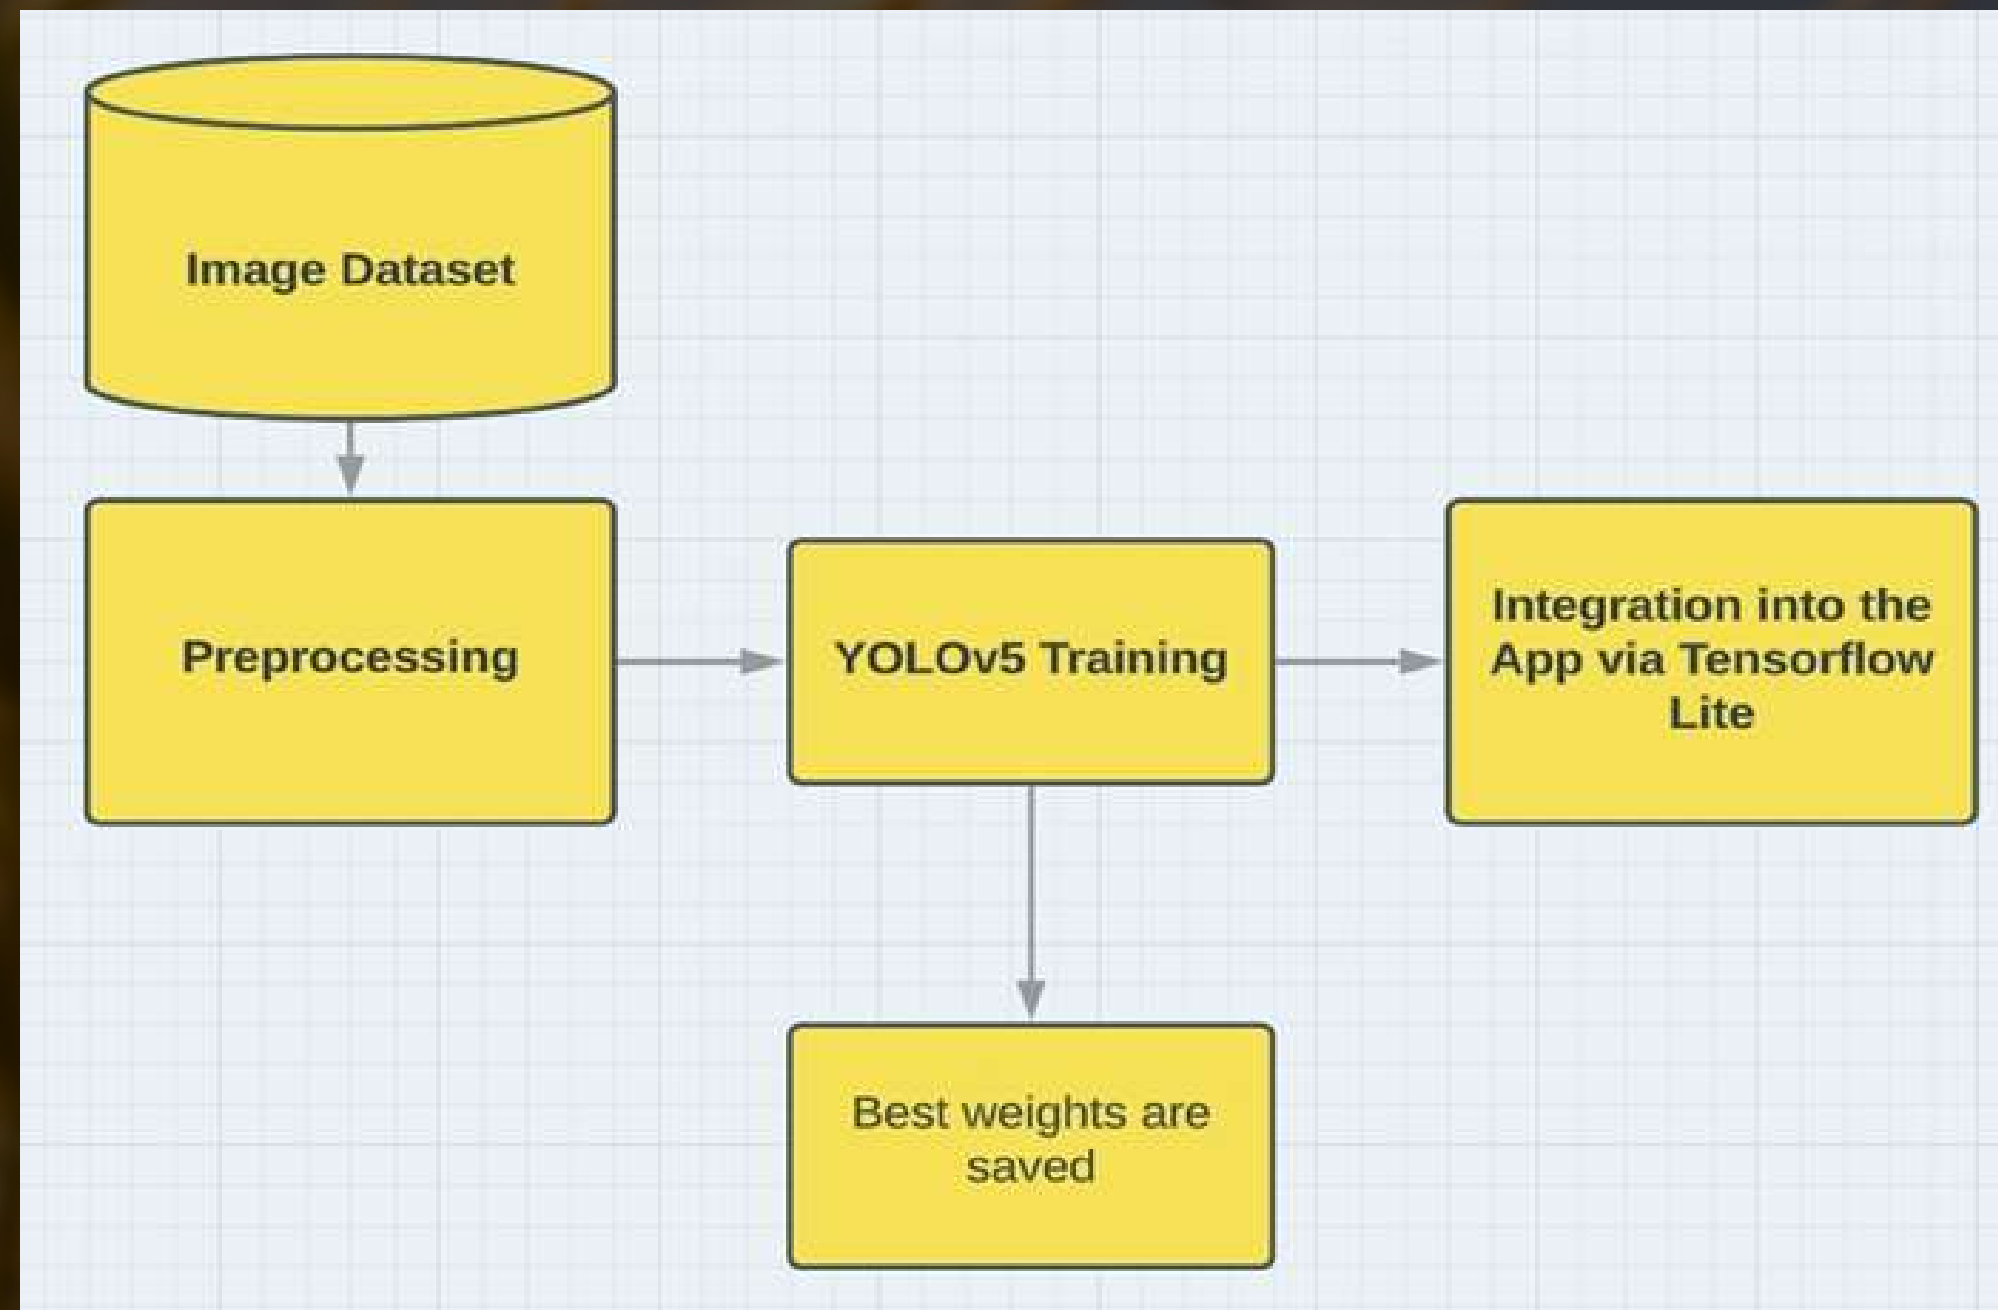 Image Dataset
Preprocessing
YOLOv5 Training
Integration into the
App via Tensorflow
Lite
Best weights are
saved